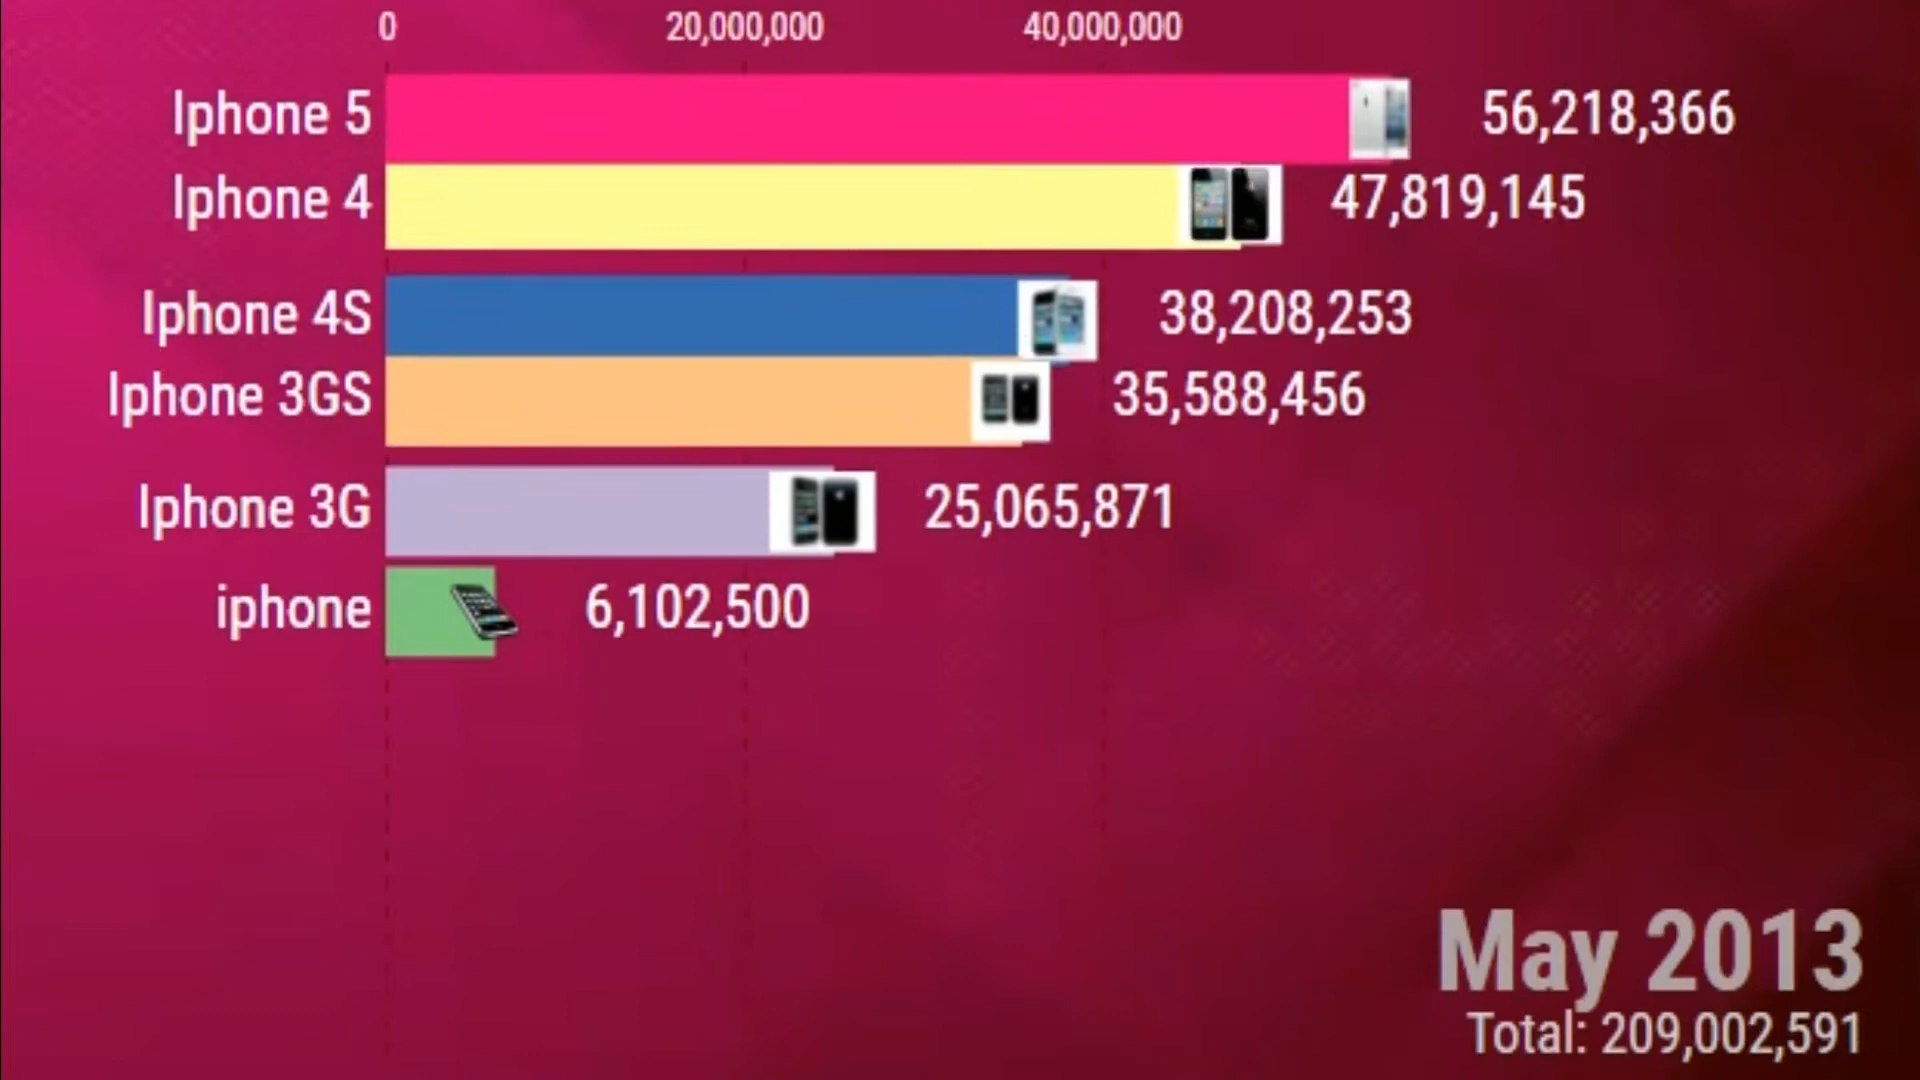 0 20,000,000 40,000,000
Iphone 5 56,218,366
Iphone 4 47,819,145
Iphone 4S 38,208,253
Iphone 3GS 35,588,456
Iphone 3G 25,065,871
iphone 6,102,500
May 2013
Total: 209,002,591